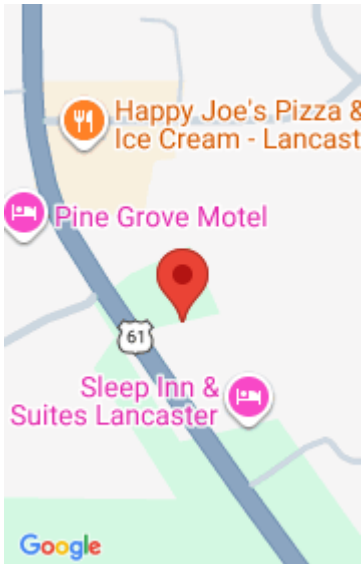 Happy Joe's Pizza &
Ice Cream - Lancast
Pine Grove Motel
61
Sleep Inn &
Suites Lancaster
Google